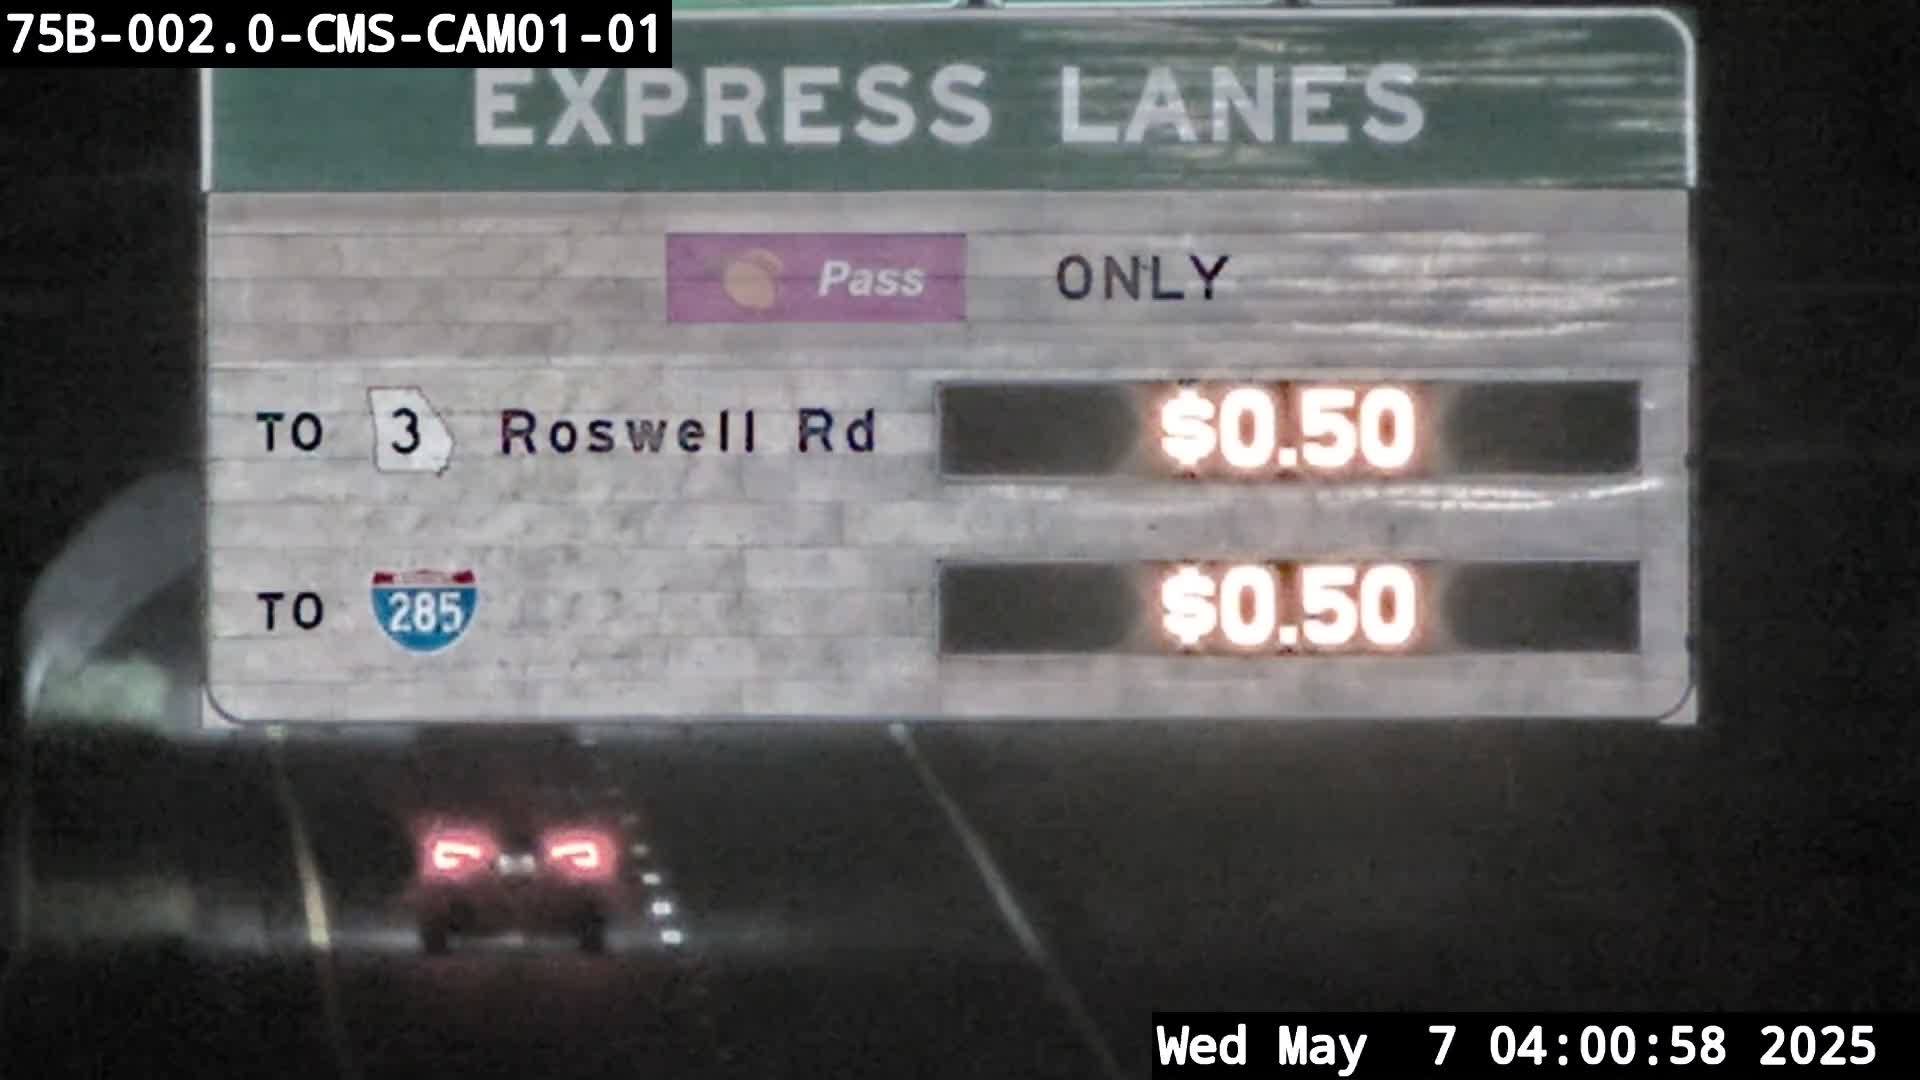 75B-002.0-CMS-CAM01-01
EXPRESS LANES
Pass ONLY
TO 3 Roswell Rd $0.50
TO 285 $0.50
Wed May 7 04:00:58 2025